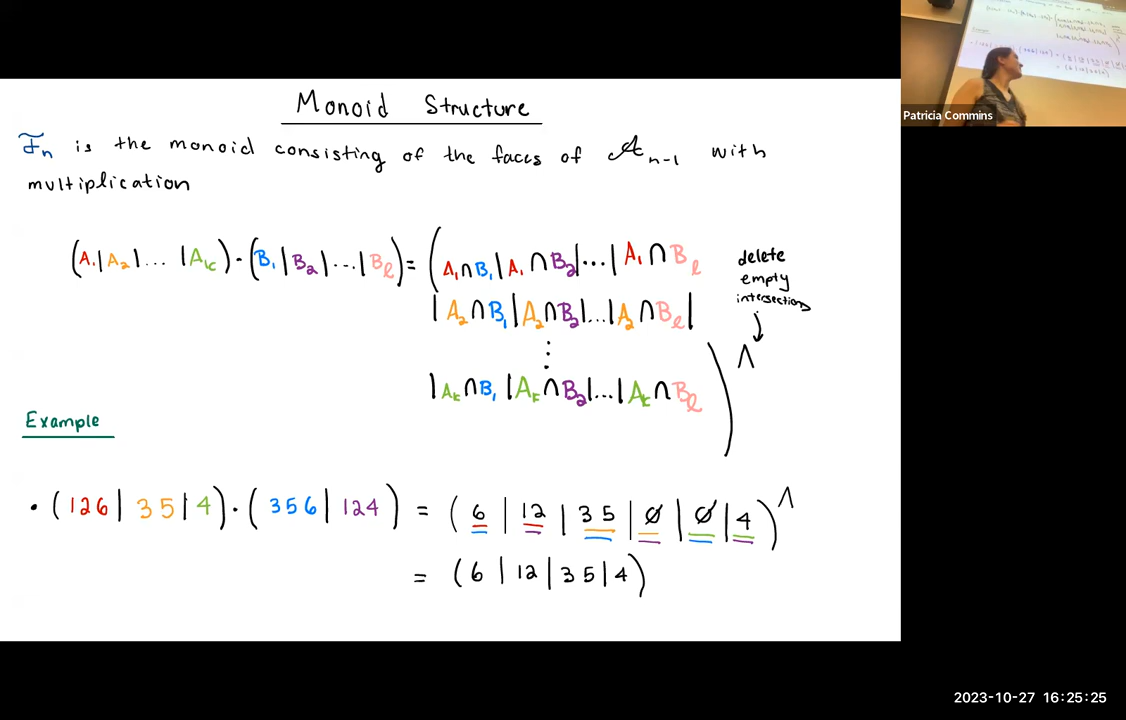 Monoid Structure
Patricia Commins
F̃n is the monoid consisting of the faces of 𝒜n-1 with
multiplication
(A1|A2|...|Ak)·(B1|B2|...|Bℓ)=(A1∩B1|A1∩B2|...|A1∩Bℓ
|A2∩B1|A2∩B2|...|A2∩Bℓ|
⋮
|Ak∩B1|Ak∩B2|...|Ak∩Bℓ)^
delete
empty
intersections
Example
• (126|35|4)·(356|124) = (6|12|35|∅|∅|4)^
= (6|12|35|4)
2023-10-27 16:25:25